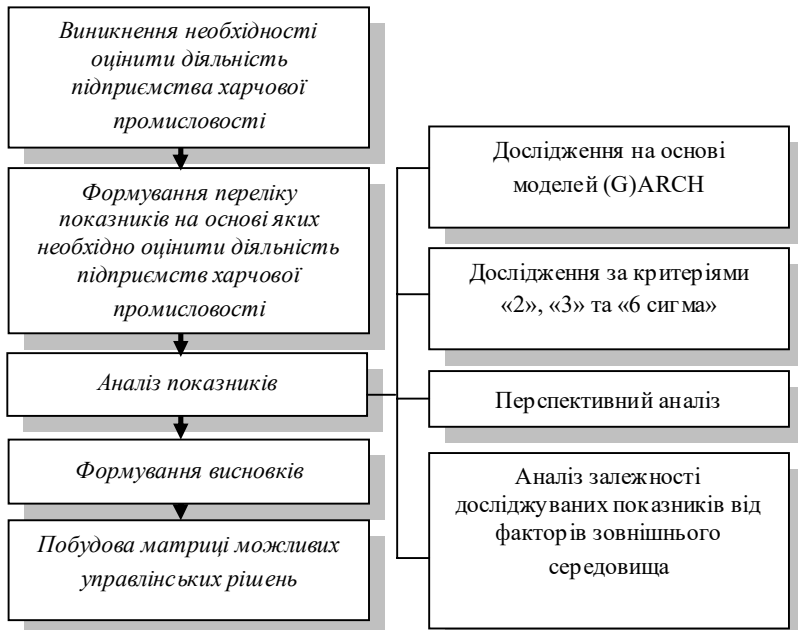 Виникнення необхідності
оцінити діяльність
підприємства харчової
промисловості
Формування переліку
показників на основі яких
необхідно оцінити діяльність
підприємств харчової
промисловості
Аналіз показників
Формування висновків
Побудова матриці можливих
управлінських рішень
Дослідження на основі
моделей (G)ARCH
Дослідження за критеріями
«2», «3» та «6 сигма»
Перспективний аналіз
Аналіз залежності
досліджуваних показників від
факторів зовнішнього
середовища